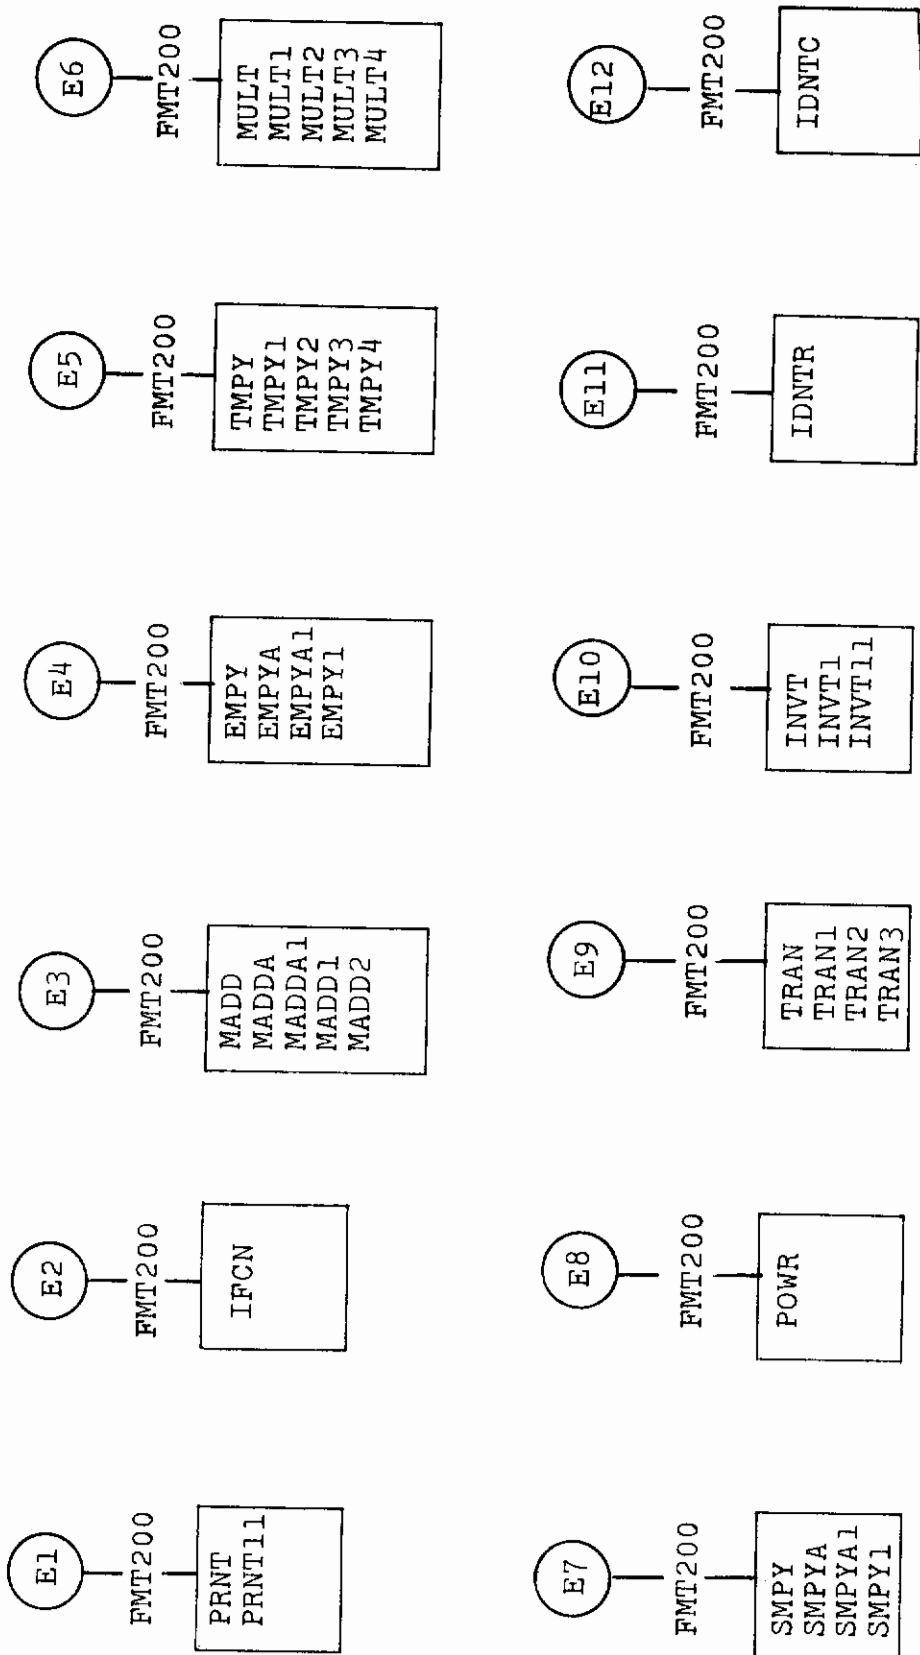 E1
FMT200
PRNT
PRNT11
E2
FMT200
IFCN
E3
FMT200
MADD
MADDA
MADDA1
MADD1
MADD2
E4
FMT200
EMPY
EMPYA
EMPYA1
EMPY1
E5
FMT200
TMPY
TMPY1
TMPY2
TMPY3
TMPY4
E6
FMT200
MULT
MULT1
MULT2
MULT3
MULT4
E7
FMT200
SMPY
SMPYA
SMPYA1
SMPY1
E8
FMT200
POWR
E9
FMT200
TRAN
TRAN1
TRAN2
TRAN3
E10
FMT200
INVT
INVT1
INVT11
E11
FMT200
IDNTR
E12
FMT200
IDNTC